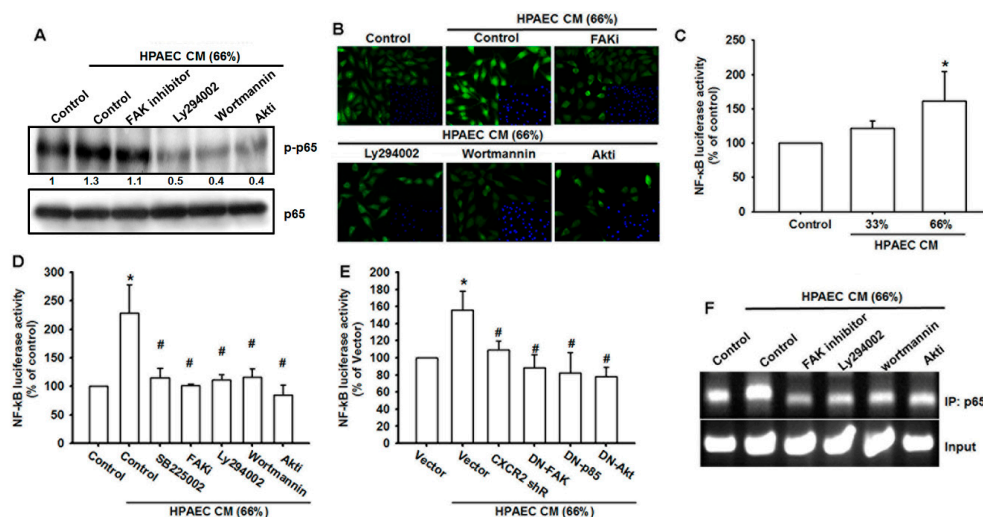 A
HPAEC CM (66%)
Control
Control
FAK inhibitor
Ly294002
Wortmannin
Akti
p-p65
1 1.3 1.1 0.5 0.4 0.4
p65
B
HPAEC CM (66%)
Control Control FAKi
HPAEC CM (66%)
Ly294002 Wortmannin Akti
C
NF-kB luciferase activity
(% of control)
250
200
150
100
50
0
*
Control 33% 66%
HPAEC CM
D
NF-kB luciferase activity
(% of control)
300
250
200
150
100
50
0
* # # # # #
Control
Control
SB225002
FAKi
Ly294002
Wortmannin
Akti
HPAEC CM (66%)
E
NF-kB luciferase activity
(% of Vector)
200
180
160
140
120
100
80
60
40
20
0
* # # # #
Vector
Vector
CXCR2 shR
DN-FAK
DN-p85
DN-Akt
HPAEC CM (66%)
F
HPAEC CM (66%)
Control
Control
FAK inhibitor
Ly294002
wortmannin
Akti
IP: p65
Input